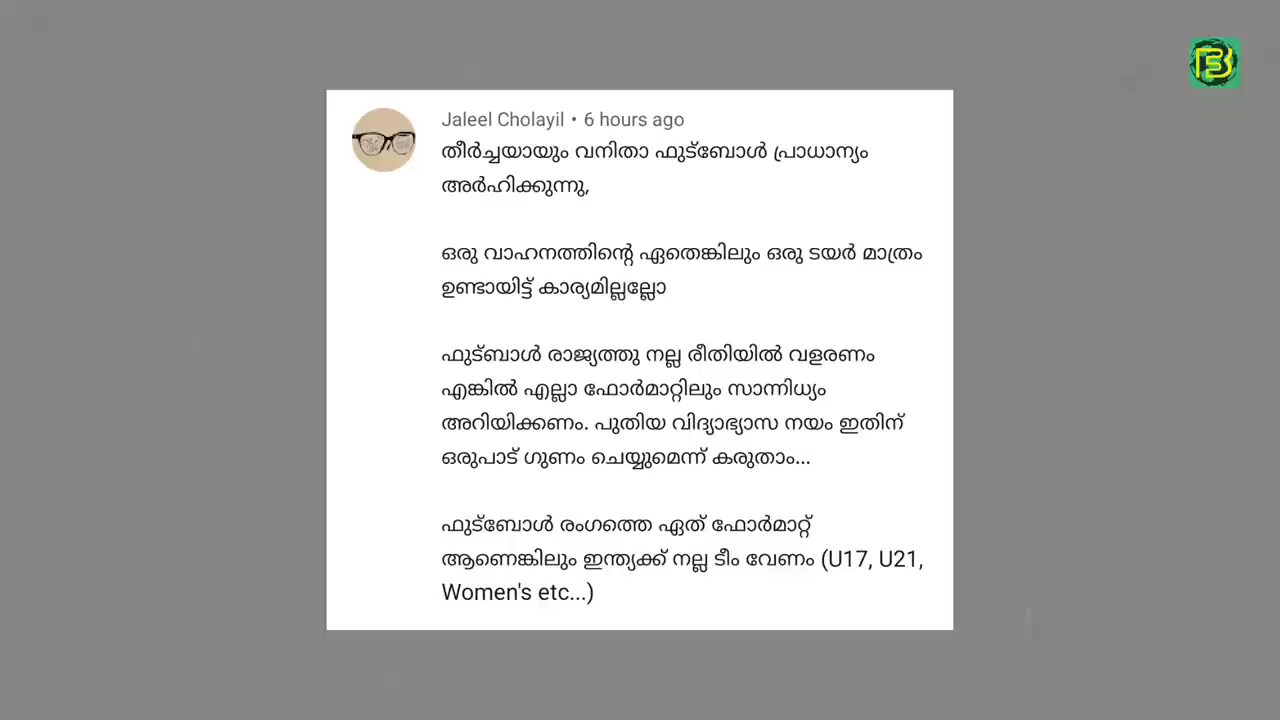 Jaleel Cholayil • 6 hours ago
തീർച്ചയായും വനിതാ ഫുട്ബോൾ പ്രാധാന്യം
അർഹിക്കുന്നു,
ഒരു വാഹനത്തിന്റെ ഏതെങ്കിലും ഒരു ടയർ മാത്രം
ഉണ്ടായിട്ട് കാര്യമില്ലല്ലോ
ഫുട്ബാൾ രാജ്യത്തു നല്ല രീതിയിൽ വളരണം
എങ്കിൽ എല്ലാ ഫോർമാറ്റിലും സാന്നിധ്യം
അറിയിക്കണം. പുതിയ വിദ്യാഭ്യാസ നയം ഇതിന്
ഒരുപാട് ഗുണം ചെയ്യുമെന്ന് കരുതാം...
ഫുട്ബോൾ രംഗത്തെ ഏത് ഫോർമാറ്റ്
ആണെങ്കിലും ഇന്ത്യക്ക് നല്ല ടീം വേണം (U17, U21,
Women's etc...)